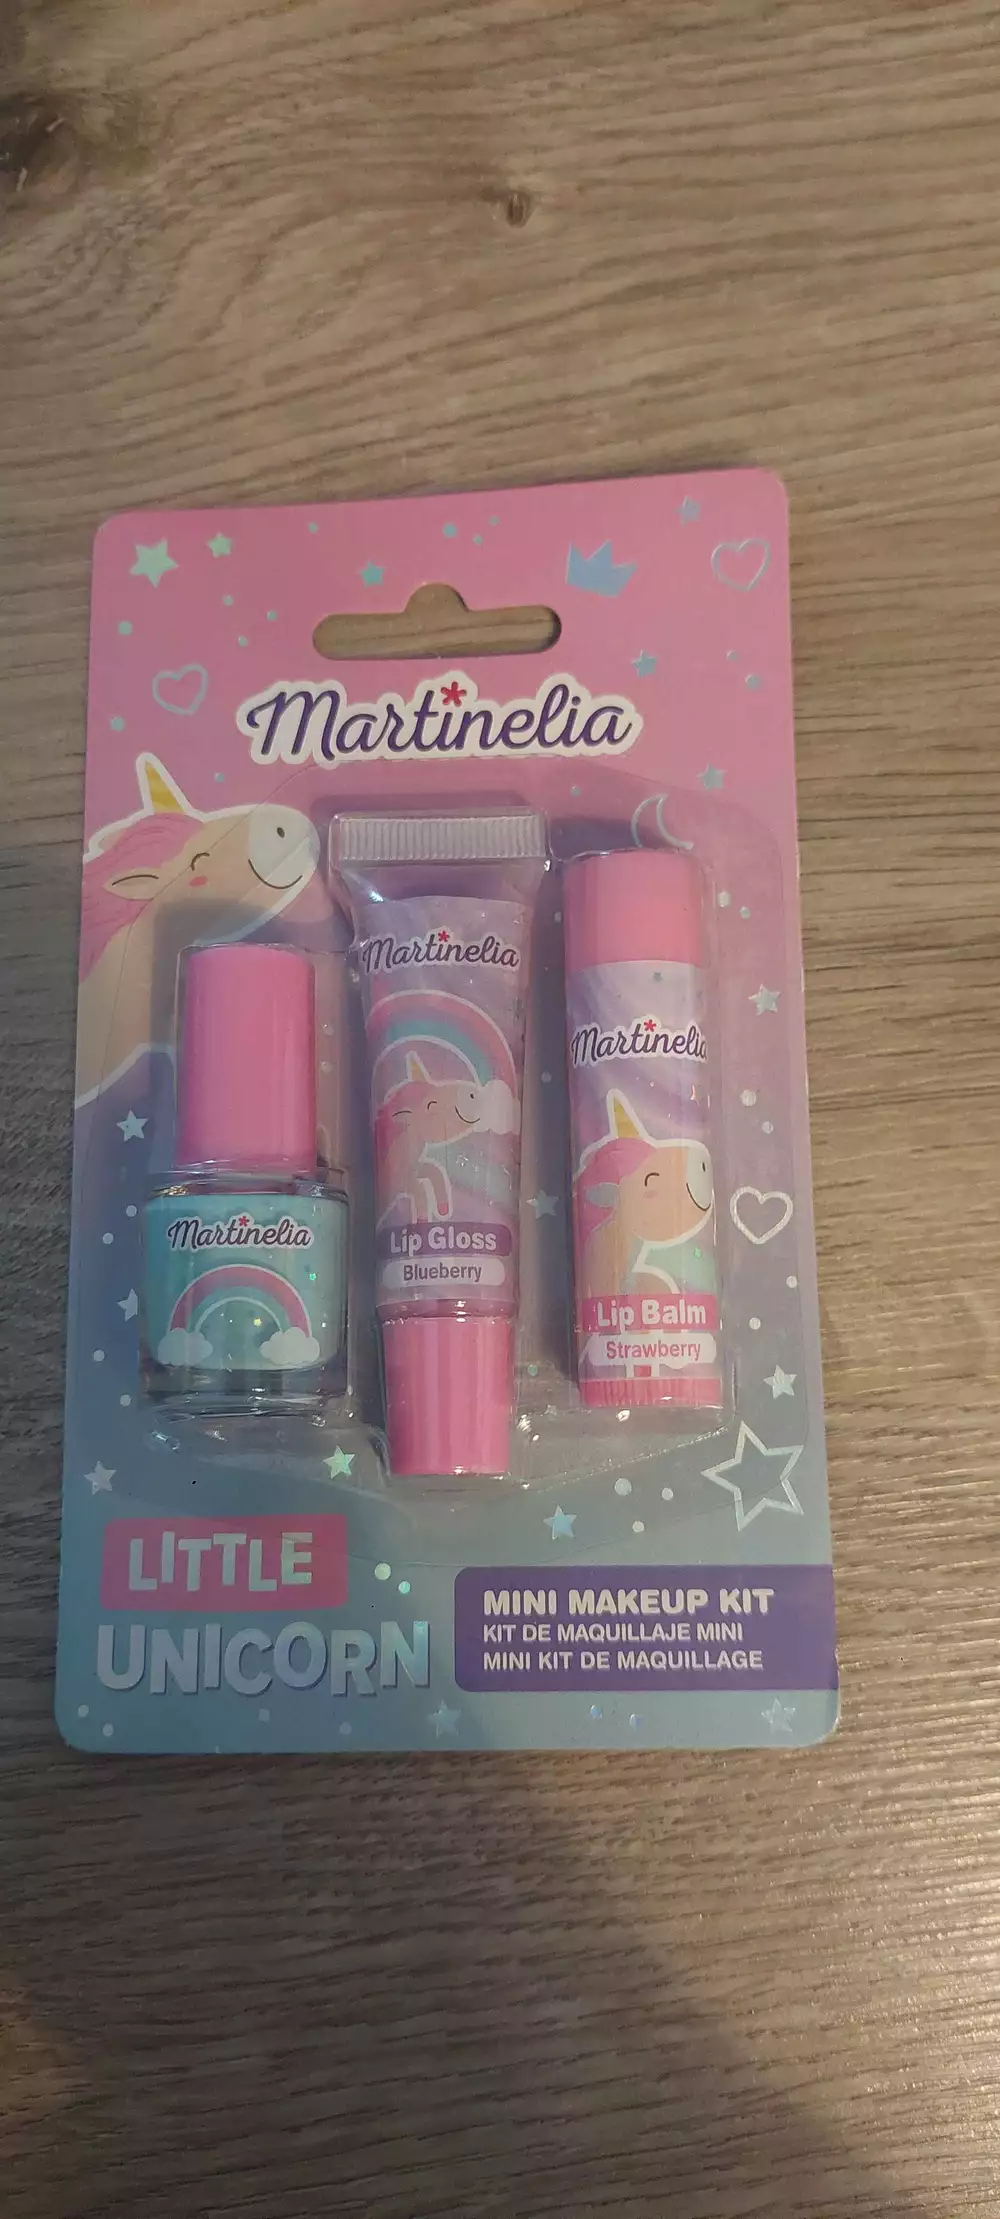 Martinelia
Martinelia
Lip Gloss
Blueberry
Martinelia
Lip Balm
Strawberry
Martinelia
LITTLE
UNICORN
MINI MAKEUP KIT
KIT DE MAQUILLAJE MINI
MINI KIT DE MAQUILLAGE